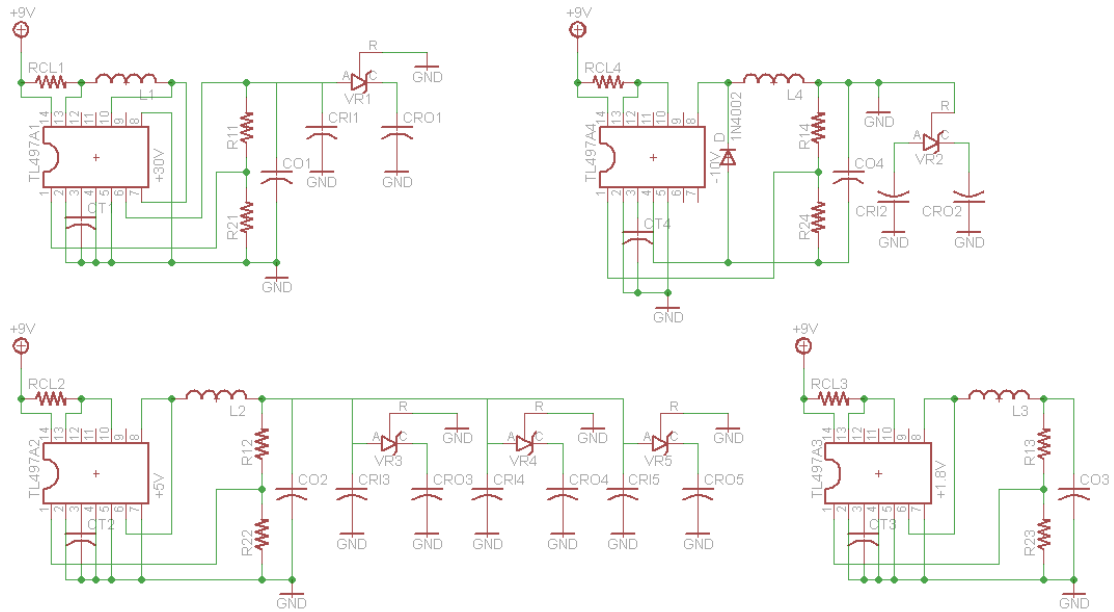 +9V
RCL1
L1
14 13 12 11 10 9 8
TL497A1
+30V
1 2 3 4 5 6 7
CT1
R11
R21
CO1
GND
CRI1
GND
A C
R
VR1
GND
CRO1
GND
+9V
RCL4
14 13 12 11 10 9 8
TL497A4
-10V
1 2 3 4 5 6 7
CT4
GND
D
1N4002
L4
R14
R24
CO4
GND
R
A C
VR2
CRI2
GND
CRO2
GND
+9V
RCL2
14 13 12 11 10 9 8
TL497A2
+5V
1 2 3 4 5 6 7
CT2
L2
R12
R22
CO2
GND
CRI3
GND
R
A C
VR3
GND
CRO3
GND
CRI4
GND
R
A C
VR4
GND
CRO4
GND
CRI5
GND
R
A C
VR5
GND
CRO5
GND
+9V
RCL3
14 13 12 11 10 9 8
TL497A3
+1.8V
1 2 3 4 5 6 7
CT3
L3
R13
R23
CO3
GND